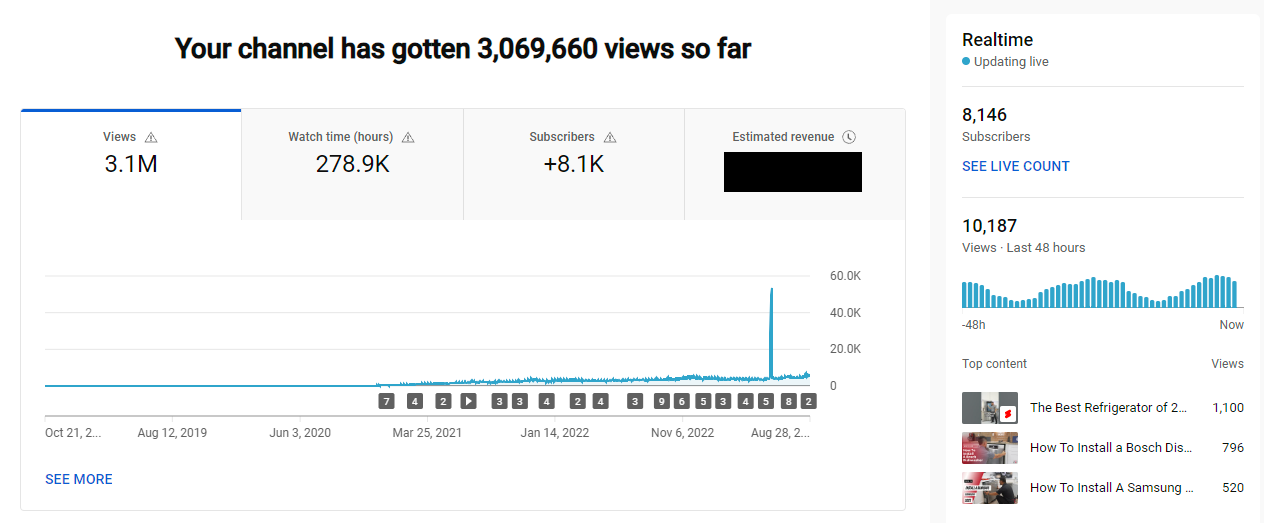 Your channel has gotten 3,069,660 views so far
Views
3.1M
Watch time (hours)
278.9K
Subscribers
+8.1K
Estimated revenue
60.0K
40.0K
20.0K
0
7 4 2 3 3 4 2 4 3 9 6 5 3 4 5 8 2
Oct 21, 2... Aug 12, 2019 Jun 3, 2020 Mar 25, 2021 Jan 14, 2022 Nov 6, 2022 Aug 28, 2...
SEE MORE
Realtime
Updating live
8,146
Subscribers
SEE LIVE COUNT
10,187
Views · Last 48 hours
-48h Now
Top content Views
The Best Refrigerator of 2... 1,100
How To Install a Bosch Dis... 796
How To Install A Samsung ... 520